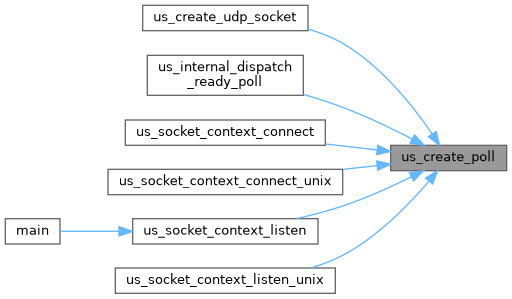 us_create_udp_socket
us_internal_dispatch
_ready_poll
us_socket_context_connect
us_create_poll
us_socket_context_connect_unix
main
us_socket_context_listen
us_socket_context_listen_unix